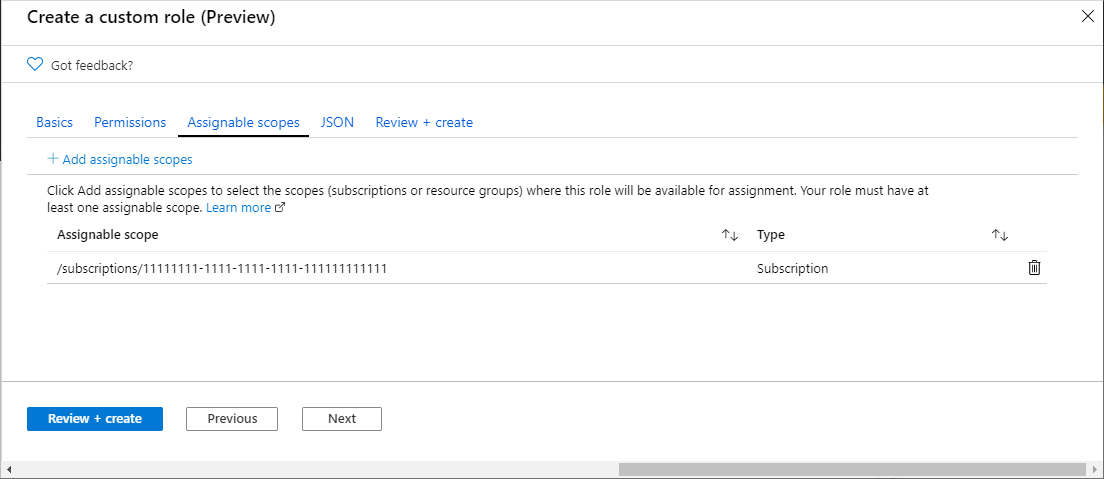 Create a custom role (Preview)
Got feedback?
Basics Permissions Assignable scopes JSON Review + create
Add assignable scopes
Click Add assignable scopes to select the scopes (subscriptions or resource groups) where this role will be available for assignment. Your role must have at
least one assignable scope. Learn more
Assignable scope Type
/subscriptions/11111111-1111-1111-1111-111111111111 Subscription
Review + create Previous Next